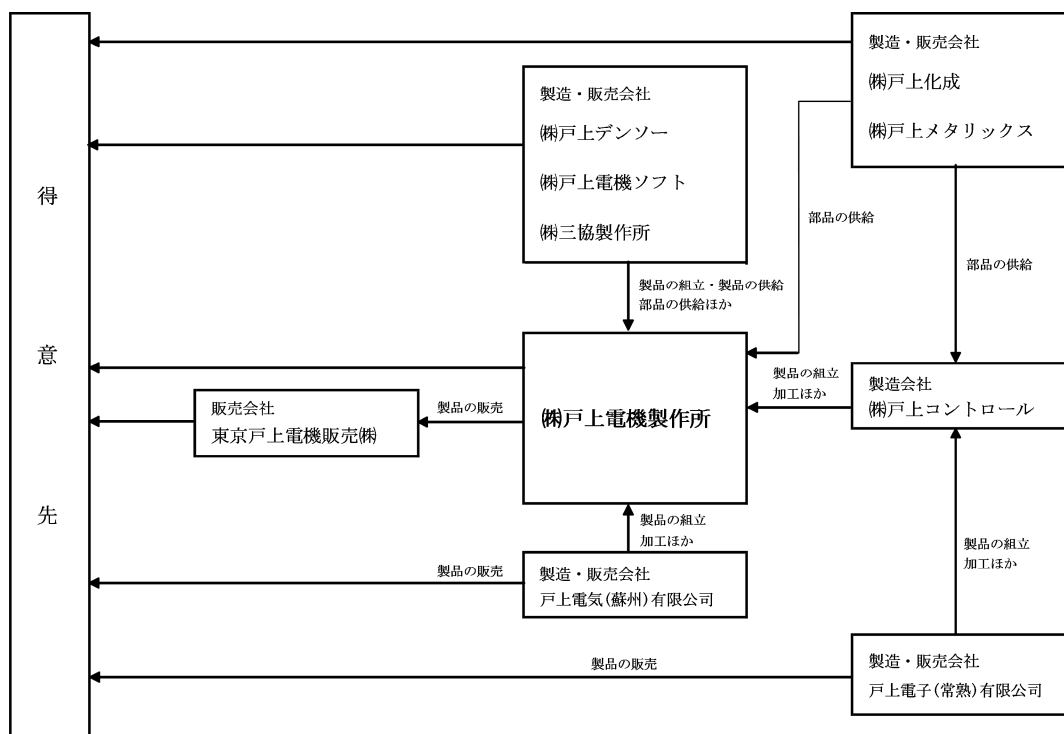 得
意
先
製造・販売会社
㈱戸上化成
㈱戸上メタリックス
製造・販売会社
㈱戸上デンソー
㈱戸上電機ソフト
㈱三協製作所
部品の供給
部品の供給
製品の組立・製品の供給
部品の供給ほか
製品の組立
加工ほか
製造会社
㈱戸上コントロール
㈱戸上電機製作所
製品の販売
販売会社
東京戸上電機販売㈱
製品の組立
加工ほか
製品の組立
加工ほか
製品の販売
製造・販売会社
戸上電気(蘇州)有限公司
製品の販売
製造・販売会社
戸上電子(常熟)有限公司